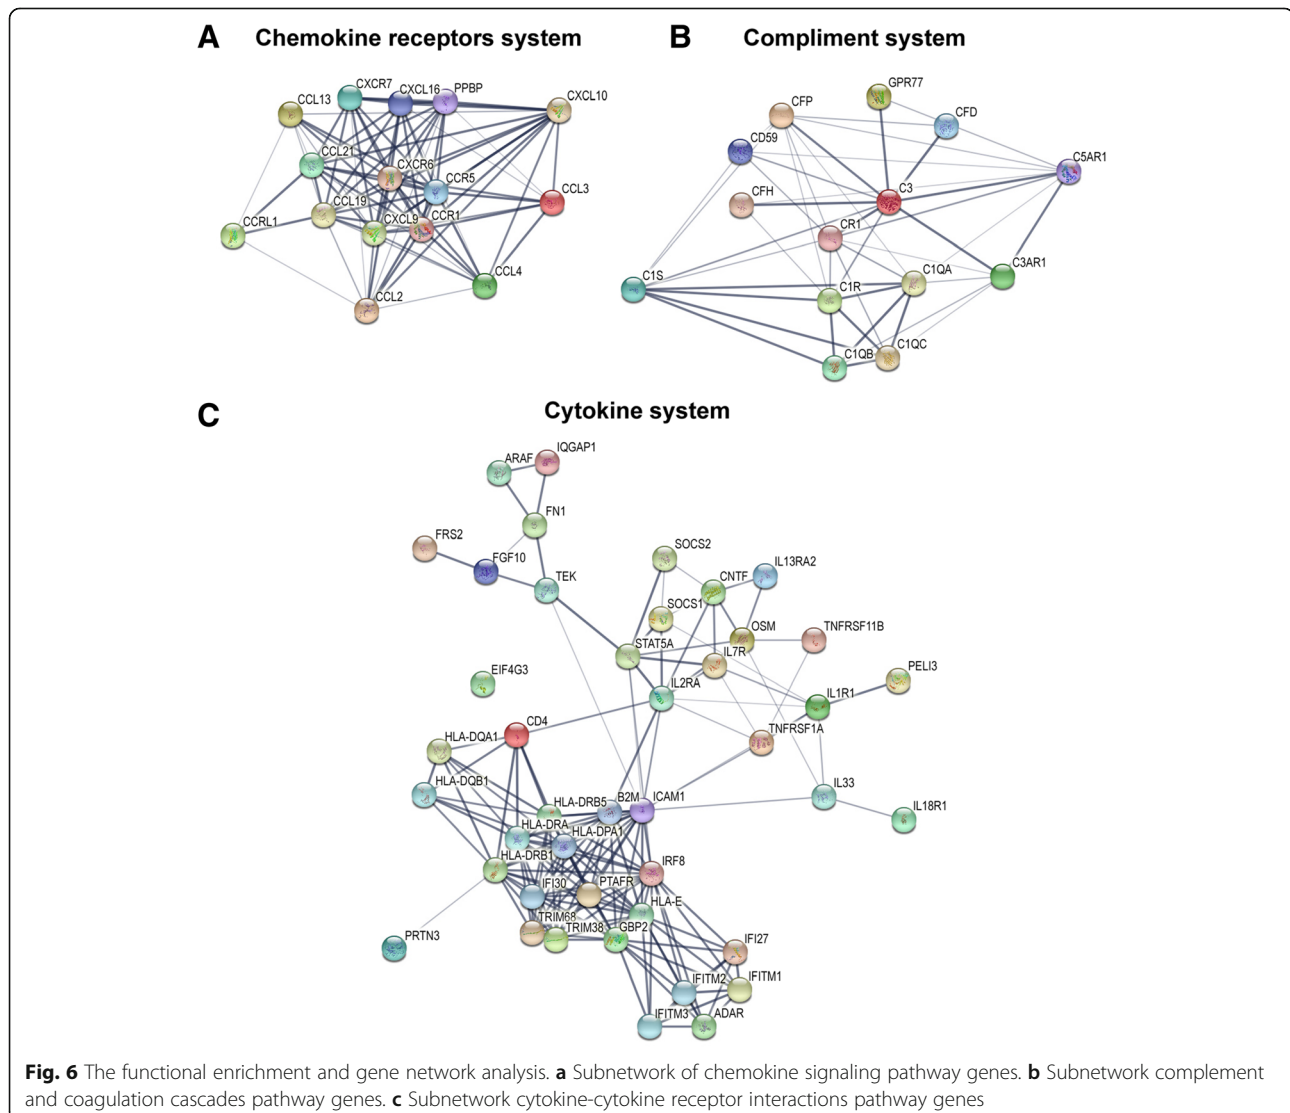 A Chemokine receptors system
B Compliment system
CXCR7
CXCL16
PPBP
CCL13
CXCL10
CCL21
CXCR6
CCR5
CCL3
CCL19
CXCL9
CCR1
CCRL1
CCL4
CCL2
GPR77
CFP
CFD
CD59
C5AR1
CFH
C3
CR1
C1S
C1R
C1QA
C3AR1
C1QB
C1QC
C Cytokine system
ARAF
IQGAP1
FN1
FRS2
FGF10
TEK
SOCS2
CNTF
IL13RA2
SOCS1
OSM
TNFRSF11B
STAT5A
IL7R
PELI3
EIF4G3
IL2RA
IL1R1
CD4
TNFRSF1A
HLA-DQA1
HLA-DQB1
IL33
HLA-DRB5
B2M
ICAM1
IL18R1
HLA-DRA
HLA-DPA1
HLA-DRB1
IRF8
IFI30
PTAFR
HLA-E
TRIM68
TRIM38
GBP2
PRTN3
IFI27
IFITM2
IFITM1
IFITM3
ADAR
Fig. 6 The functional enrichment and gene network analysis. a Subnetwork of chemokine signaling pathway genes. b Subnetwork complement
and coagulation cascades pathway genes. c Subnetwork cytokine-cytokine receptor interactions pathway genes